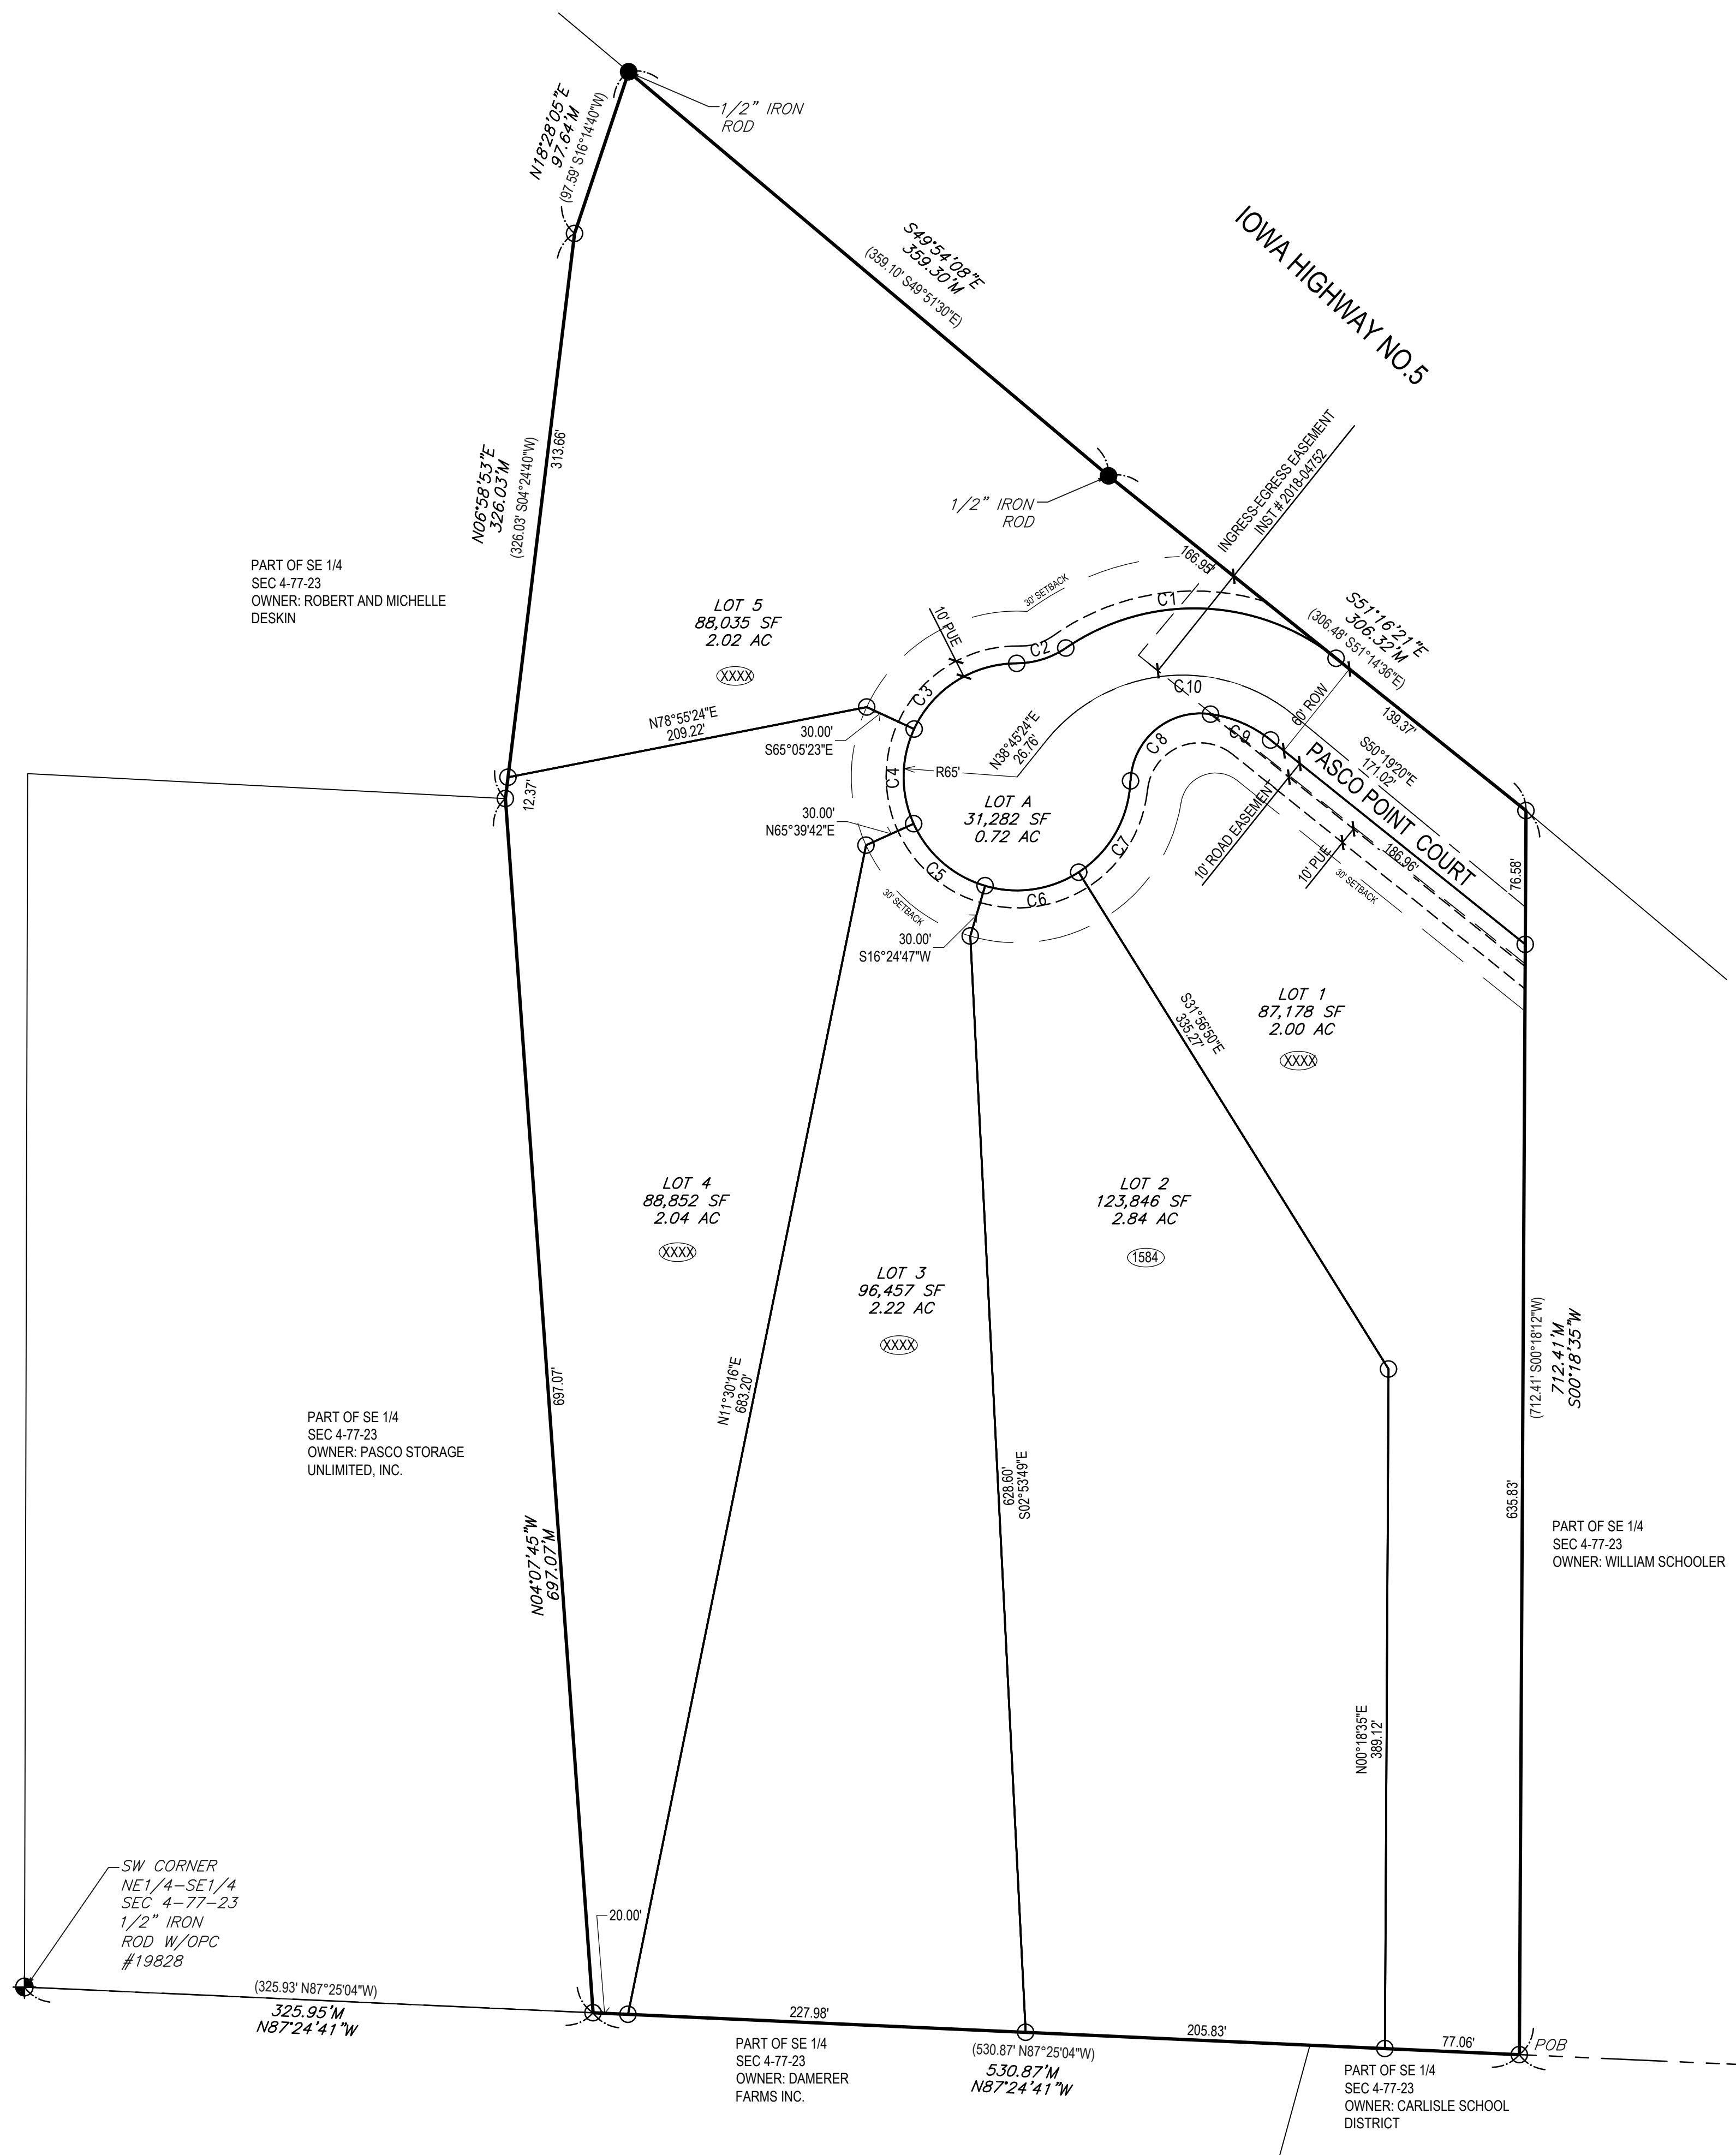 1/2" IRON
ROD
N18°28'05"E
97.64'M
(97.59' S16°14'40"W)
S49°54'08"E
359.30'M
(359.10' S49°51'30"E)
IOWA HIGHWAY NO.5
INGRESS-EGRESS EASEMENT
INST # 2018-04752
N06°58'53"E
326.03'M
(326.03' S04°24'40"W)
313.66'
1/2" IRON
ROD
166.95'
S51°16'21"E
306.32'M
(306.48' S51°14'36"E)
PART OF SE 1/4
SEC 4-77-23
OWNER: ROBERT AND MICHELLE
DESKIN
LOT 5
88,035 SF
2.02 AC
XXXX
30' SETBACK
10' PUE
C1
C2
C3
C10
60' ROW
139.37'
N78°55'24"E
209.22'
30.00'
S65°05'23"E
N38°45'24"E
26.76'
C8
C9
S50°19'20"E
171.02'
PASCO POINT COURT
C4
R65'
12.37'
LOT A
31,282 SF
0.72 AC
30.00'
N65°39'42"E
10' ROAD EASEMENT
10' PUE
186.96'
76.58'
C5
C6
C7
30' SETBACK
30' SETBACK
30.00'
S16°24'47"W
S31°56'50"E
335.27'
LOT 1
87,178 SF
2.00 AC
XXXX
LOT 4
88,852 SF
2.04 AC
XXXX
LOT 2
123,846 SF
2.84 AC
1584
LOT 3
96,457 SF
2.22 AC
XXXX
(712.41' S00°18'12"W)
712.41'M
S00°18'35"W
N11°30'16"E
683.20'
697.07'
PART OF SE 1/4
SEC 4-77-23
OWNER: PASCO STORAGE
UNLIMITED, INC.
628.60'
S02°53'49"E
635.83'
N04°07'45"W
697.07'M
PART OF SE 1/4
SEC 4-77-23
OWNER: WILLIAM SCHOOLER
N00°18'35"E
389.12'
SW CORNER
NE1/4-SE1/4
SEC 4-77-23
1/2" IRON
ROD W/OPC
#19828
20.00'
(325.93' N87°25'04"W)
325.95'M
N87°24'41"W
227.98'
205.83'
77.06'
POB
PART OF SE 1/4
SEC 4-77-23
OWNER: DAMERER
FARMS INC.
(530.87' N87°25'04"W)
530.87'M
N87°24'41"W
PART OF SE 1/4
SEC 4-77-23
OWNER: CARLISLE SCHOOL
DISTRICT